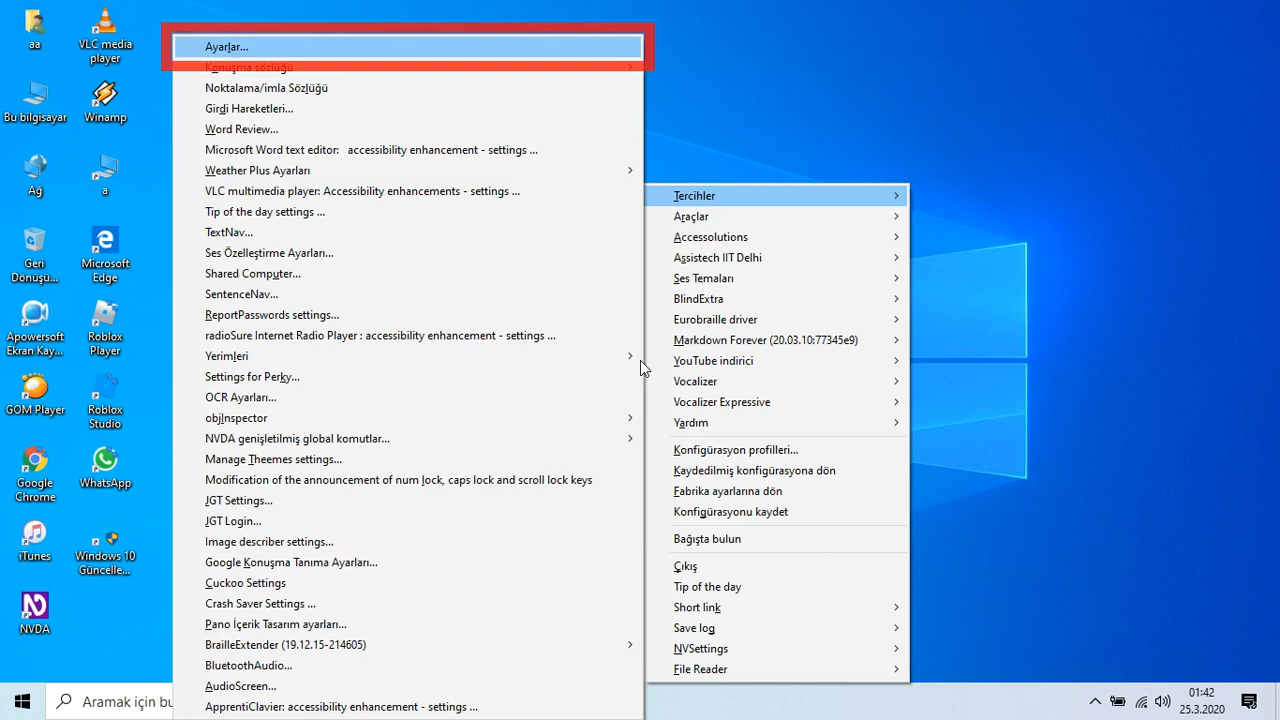 aa
VLC media
player
Bu bilgisayar
Winamp
Ağ
a
Geri
Dönüşü...
Microsoft
Edge
Apowersoft
Ekran Kay...
Roblox
Player
GOM Player
Roblox
Studio
Google
Chrome
WhatsApp
iTunes
Windows 10
Güncelle...
NVDA
Ayarlar...
Konuşma sözlüğü
Noktalama/imla Sözlüğü
Girdi Hareketleri...
Word Review...
Microsoft Word text editor:   accessibility enhancement - settings ...
Weather Plus Ayarları
VLC multimedia player: Accessibility enhancements - settings ...
Tip of the day settings ...
TextNav...
Ses Özelleştirme Ayarları...
Shared Computer...
SentenceNav...
ReportPasswords settings...
radioSure Internet Radio Player : accessibility enhancement - settings ...
Yerimleri
Settings for Perky...
OCR Ayarları...
objInspector
NVDA genişletilmiş global komutlar...
Manage Theemes settings...
Modification of the announcement of num lock, caps lock and scroll lock keys
JGT Settings...
JGT Login...
Image describer settings...
Google Konuşma Tanıma Ayarları...
Cuckoo Settings
Crash Saver Settings ...
Pano İçerik Tasarım ayarları...
BrailleExtender (19.12.15-214605)
BluetoothAudio...
AudioScreen...
ApprentiClavier: accessibility enhancement - settings ...
Tercihler
Araçlar
Accessolutions
Assistech IIT Delhi
Ses Temaları
BlindExtra
Eurobraille driver
Markdown Forever (20.03.10:77345e9)
YouTube indirici
Vocalizer
Vocalizer Expressive
Yardım
Konfigürasyon profilleri...
Kaydedilmiş konfigürasyona dön
Fabrika ayarlarına dön
Konfigürasyonu kaydet
Bağışta bulun
Çıkış
Tip of the day
Short link
Save log
NVSettings
File Reader
Aramak için bu
01:42
25.3.2020